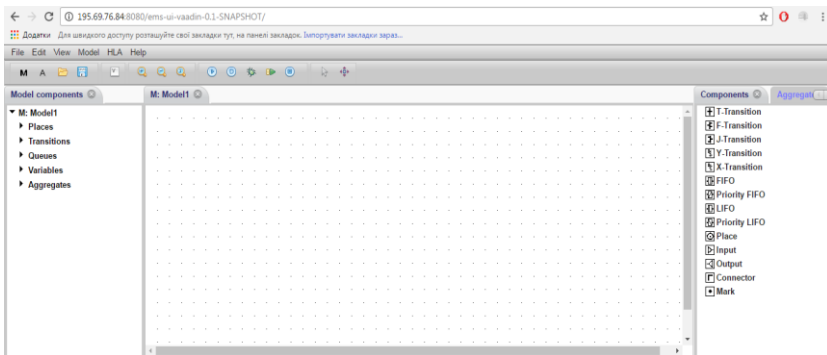 195.69.76.84:8080/ems-ui-vaadin-0.1-SNAPSHOT/
Додатки Для швидкого доступу розташуйте свої закладки тут, на панелі закладок. Імпортувати закладки зараз...
File Edit View Model HLA Help
M A
Model components M: Model1 Components Aggregat
M: Model1
Places
Transitions
Queues
Variables
Aggregates
T-Transition
F-Transition
J-Transition
Y-Transition
X-Transition
FIFO
Priority FIFO
LIFO
Priority LIFO
Place
Input
Output
Connector
Mark